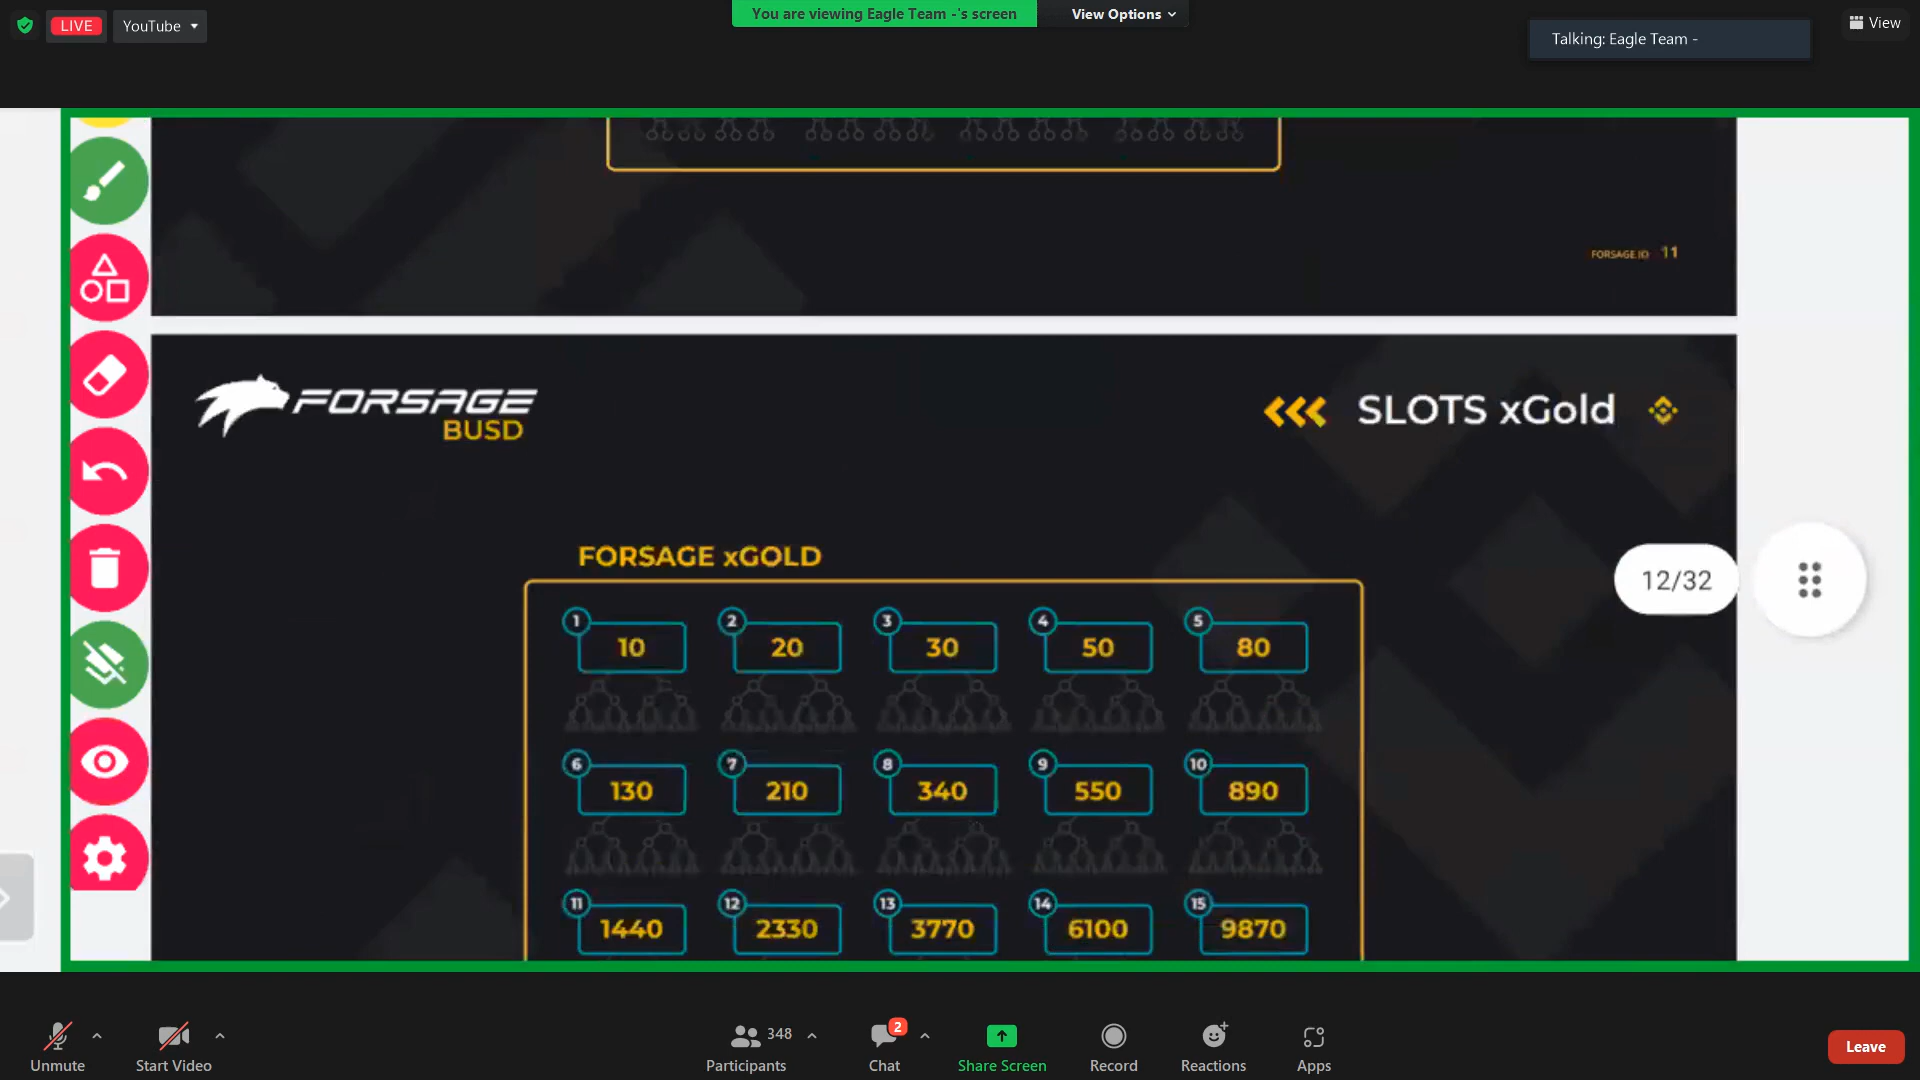 LIVE
YouTube
You are viewing Eagle Team -'s screen
View Options
Talking: Eagle Team -
View
FORSAGE ID 11
FORSAGE
BUSD
SLOTS xGold
FORSAGE xGOLD
1 2 3 4 5
10 20 30 50 80
6 7 8 9 10
130 210 340 550 890
11 12 13 14 15
1440 2330 3770 6100 9870
12/32
Unmute
Start Video
348
Participants
2
Chat
Share Screen
Record
Reactions
Apps
Leave